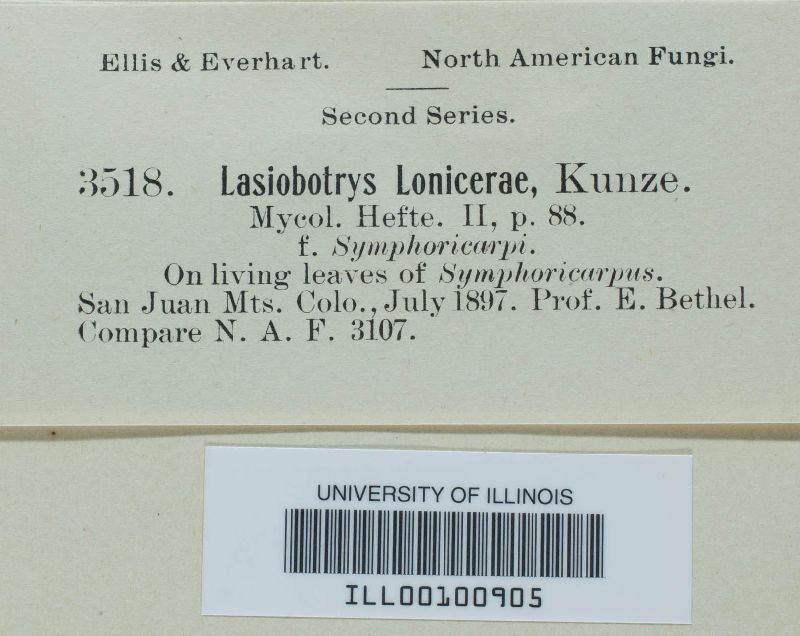 Ellis & Everhart. North American Fungi.
Second Series.
3518. Lasiobotrys Lonicerae, Kunze.
Mycol. Hefte. II, p. 88.
f. Symphoricarpi.
On living leaves of Symphoricarpus.
San Juan Mts. Colo., July 1897. Prof. E. Bethel.
Compare N. A. F. 3107.
UNIVERSITY OF ILLINOIS
ILL00100905